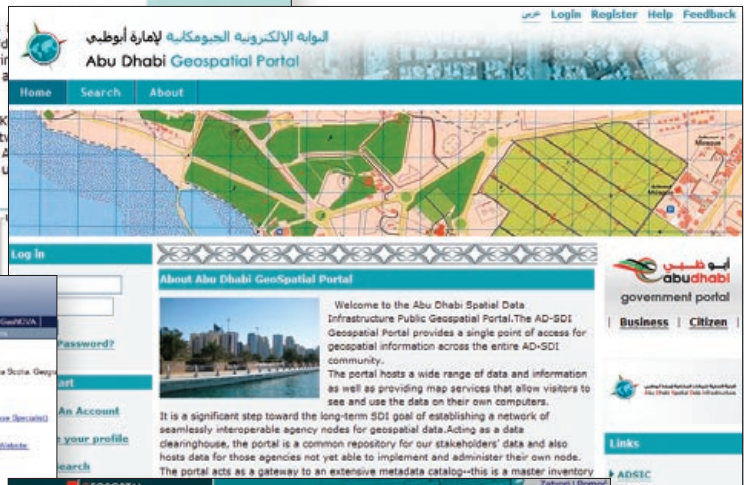 عربي Login Register Help Feedback
البوابة الإلكترونية الجيومكانية لإمارة أبوظبي
Abu Dhabi Geospatial Portal
Home Search About
Mosque
Log in
Password?
An Account
your profile
earch
About Abu Dhabi GeoSpatial Portal
Welcome to the Abu Dhabi Spatial Data
Infrastructure Public Geospatial Portal.The AD-SDI
Geospatial Portal provides a single point of access for
geospatial information across the entire AD-SDI
community.
The portal hosts a wide range of data and information
as well as providing map services that allow visitors to
see and use the data on their own computers.
It is a significant step toward the long-term SDI goal of establishing a network of
seamlessly interoperable agency nodes for geospatial data.Acting as a data
clearinghouse, the portal is a common repository for our stakeholders' data and also
hosts data for those agencies not yet able to implement and administer their own node.
The portal acts as a gateway to an extensive metadata catalog--this is a master inventory
أبوظبي
abudhabi
government portal
| Business | Citizen |
Abu Dhabi Spatial Data Infrastructure
Links
ADSIC
GeoNOVA
Website
GEOPORTAL
Zatvori | Pomoć